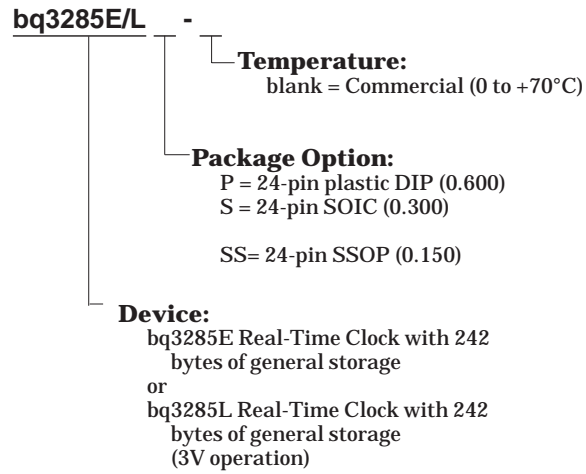 bq3285E/L -
Temperature:
blank = Commercial (0 to +70°C)
Package Option:
P = 24-pin plastic DIP (0.600)
S = 24-pin SOIC (0.300)
SS= 24-pin SSOP (0.150)
Device:
bq3285E Real-Time Clock with 242
bytes of general storage
or
bq3285L Real-Time Clock with 242
bytes of general storage
(3V operation)